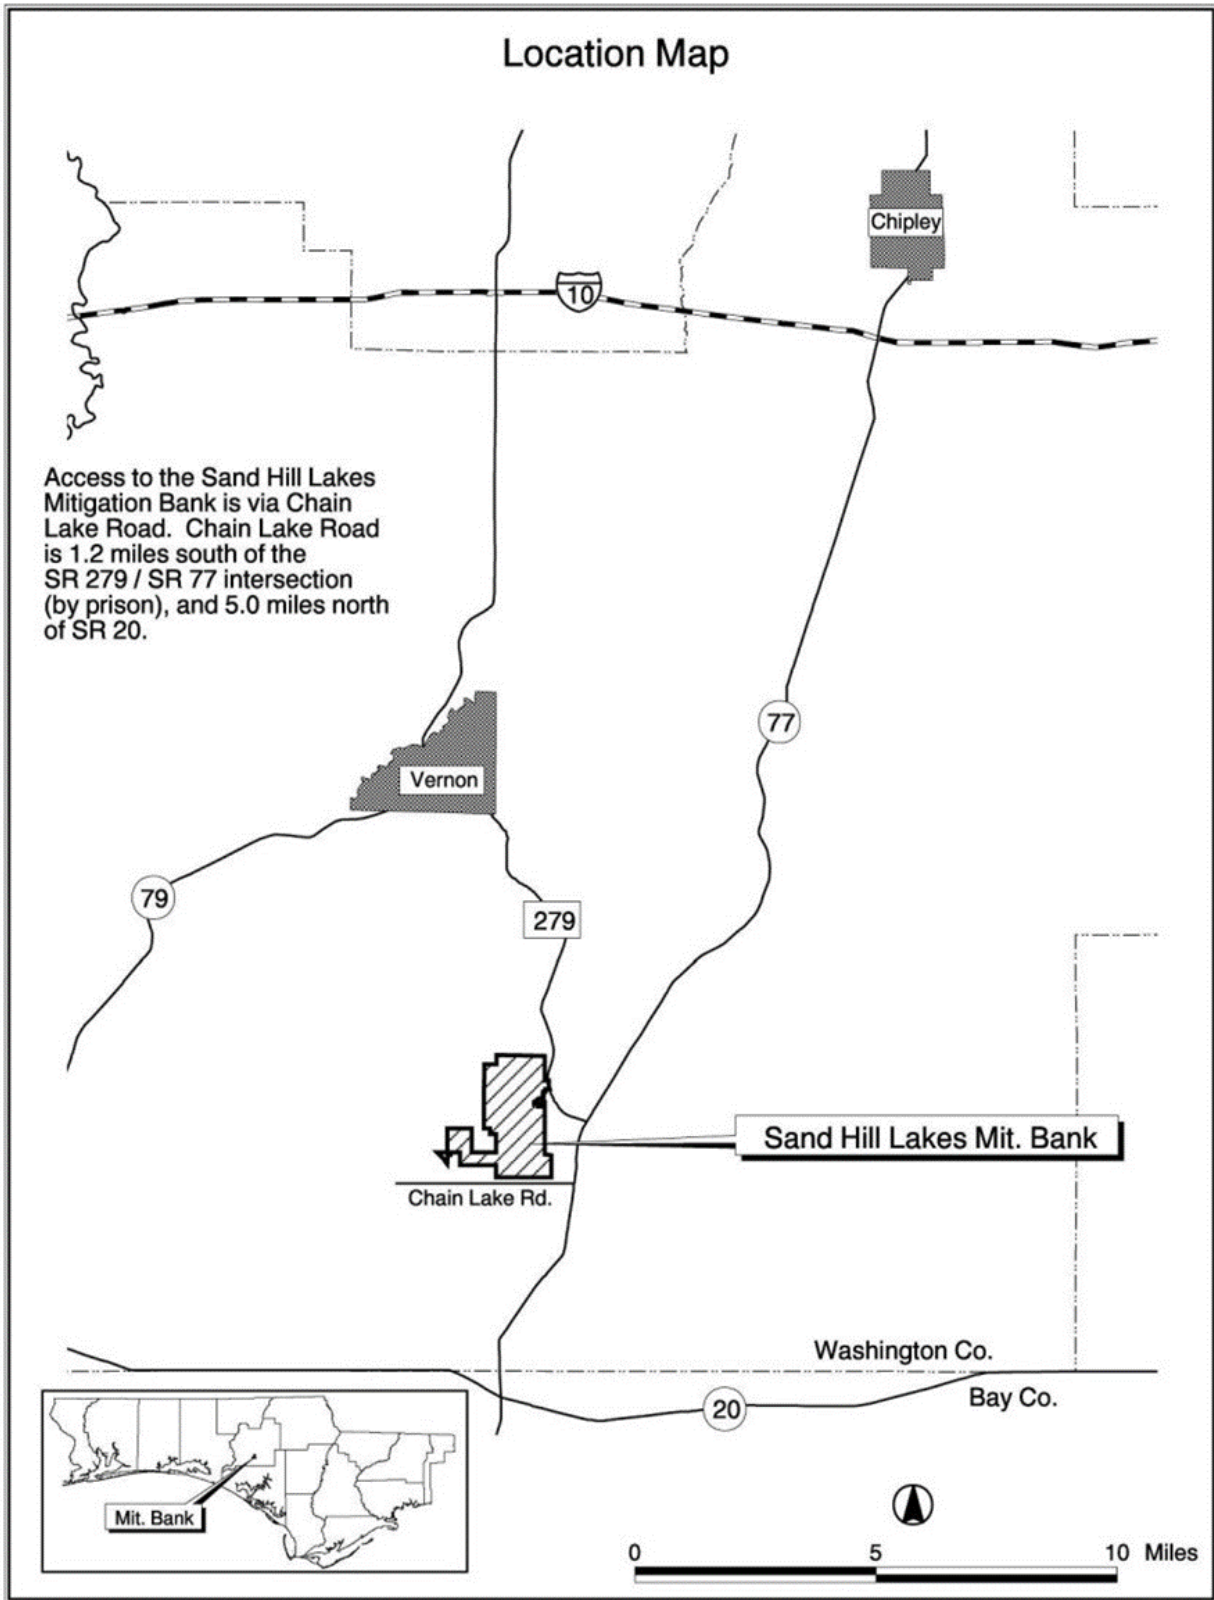 Location Map
Chipley
10
Access to the Sand Hill Lakes
Mitigation Bank is via Chain
Lake Road.  Chain Lake Road
is 1.2 miles south of the
SR 279 / SR 77 intersection
(by prison), and 5.0 miles north
of SR 20.
77
Vernon
79
279
Sand Hill Lakes Mit. Bank
Chain Lake Rd.
Washington Co.
Bay Co.
20
Mit. Bank
0 5 10 Miles